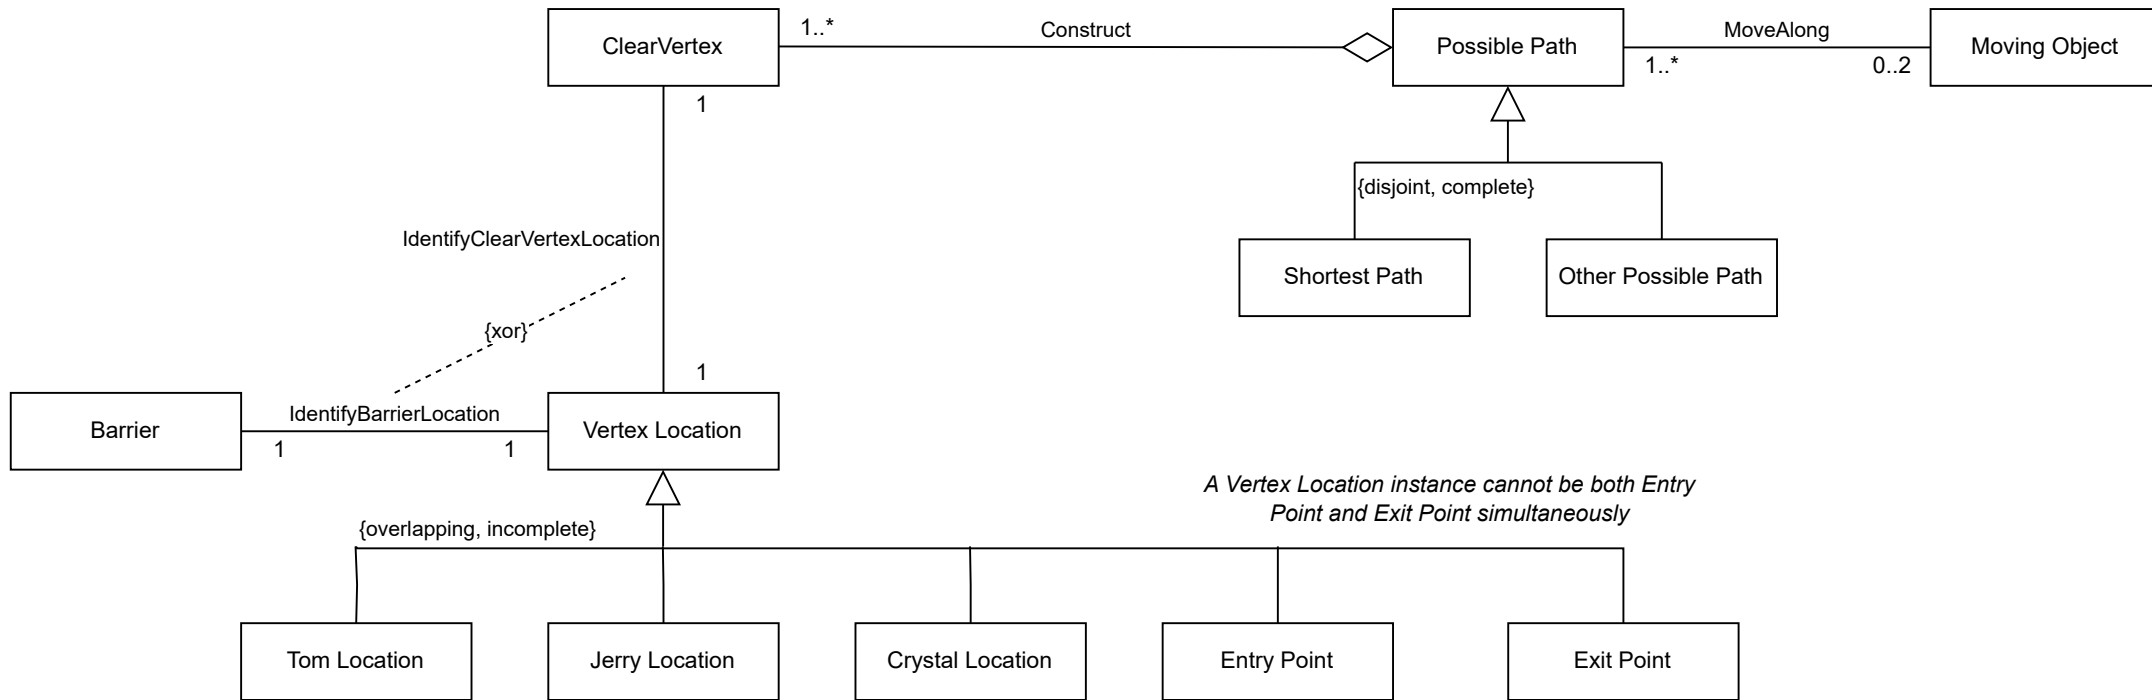 ClearVertex
1..*
Construct
Possible Path
MoveAlong
1..*
0..2
Moving Object
1
{disjoint, complete}
IdentifyClearVertexLocation
Shortest Path
Other Possible Path
{xor}
1
Barrier
IdentifyBarrierLocation
1
1
Vertex Location
A Vertex Location instance cannot be both Entry
Point and Exit Point simultaneously
{overlapping, incomplete}
Tom Location
Jerry Location
Crystal Location
Entry Point
Exit Point